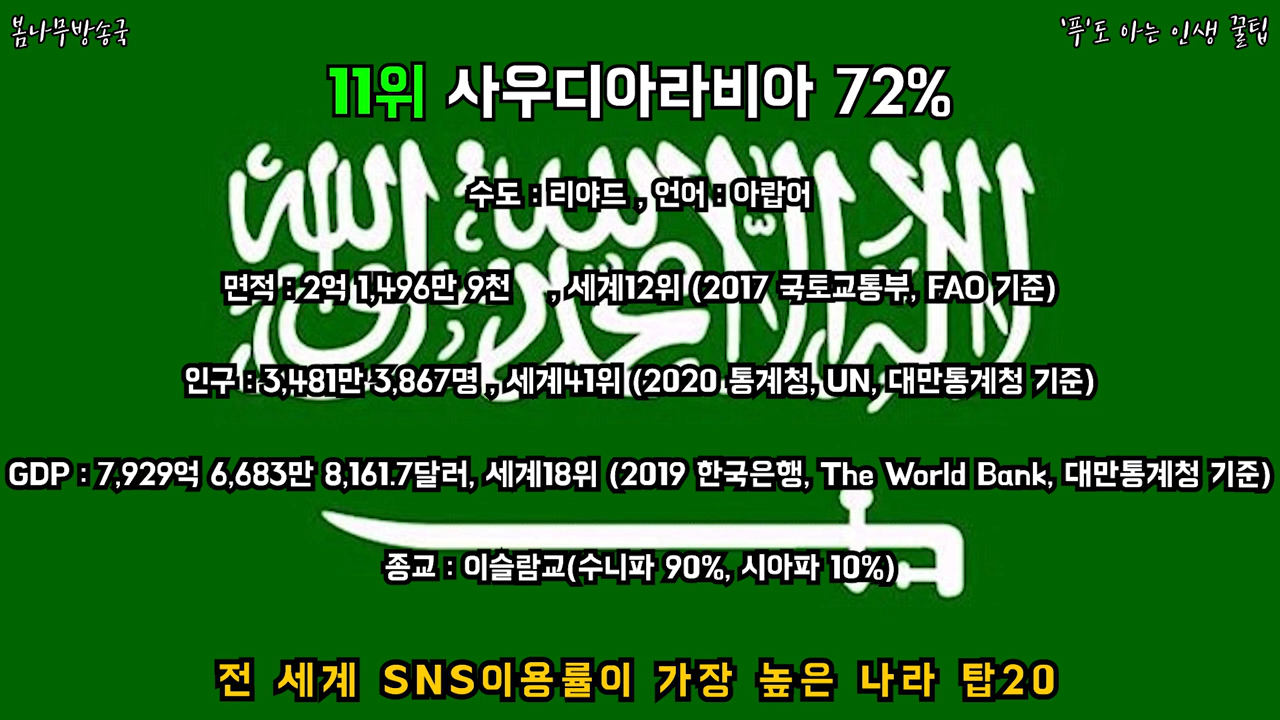 봄나무방송국
'푸'도 아는 인생 꿀팁
11위 사우디아라비아 72%
수도 : 리야드 , 언어 : 아랍어
면적 : 2억 1,496만 9천 , 세계12위 (2017 국토교통부, FAO 기준)
인구 : 3,481만 3,867명 , 세계41위 (2020 통계청, UN, 대만통계청 기준)
GDP : 7,929억 6,683만 8,161.7달러, 세계18위 (2019 한국은행, The World Bank, 대만통계청 기준)
종교 : 이슬람교(수니파 90%, 시아파 10%)
전 세계 SNS이용률이 가장 높은 나라 탑20